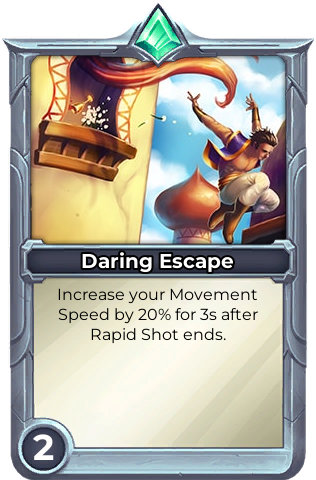 Daring Escape
Increase your Movement
Speed by 20% for 3s after
Rapid Shot ends.
2